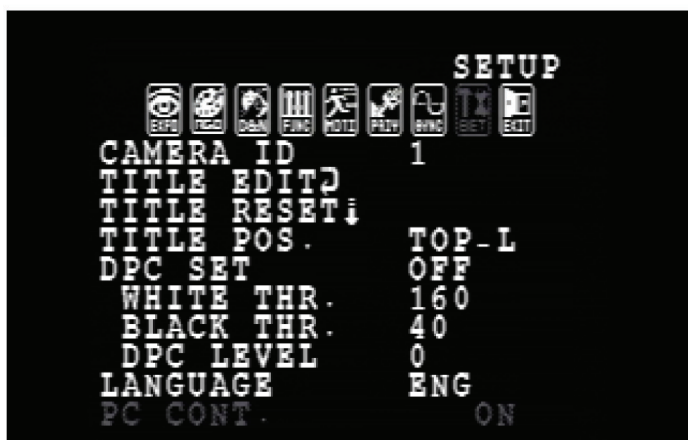 SETUP
EXPO D&N FUNC MOTI PRIV SYNC SET EXIT
CAMERA ID 1
TITLE EDIT
TITLE RESET
TITLE POS. TOP-L
DPC SET OFF
WHITE THR. 160
BLACK THR. 40
DPC LEVEL 0
LANGUAGE ENG
PC CONT. ON